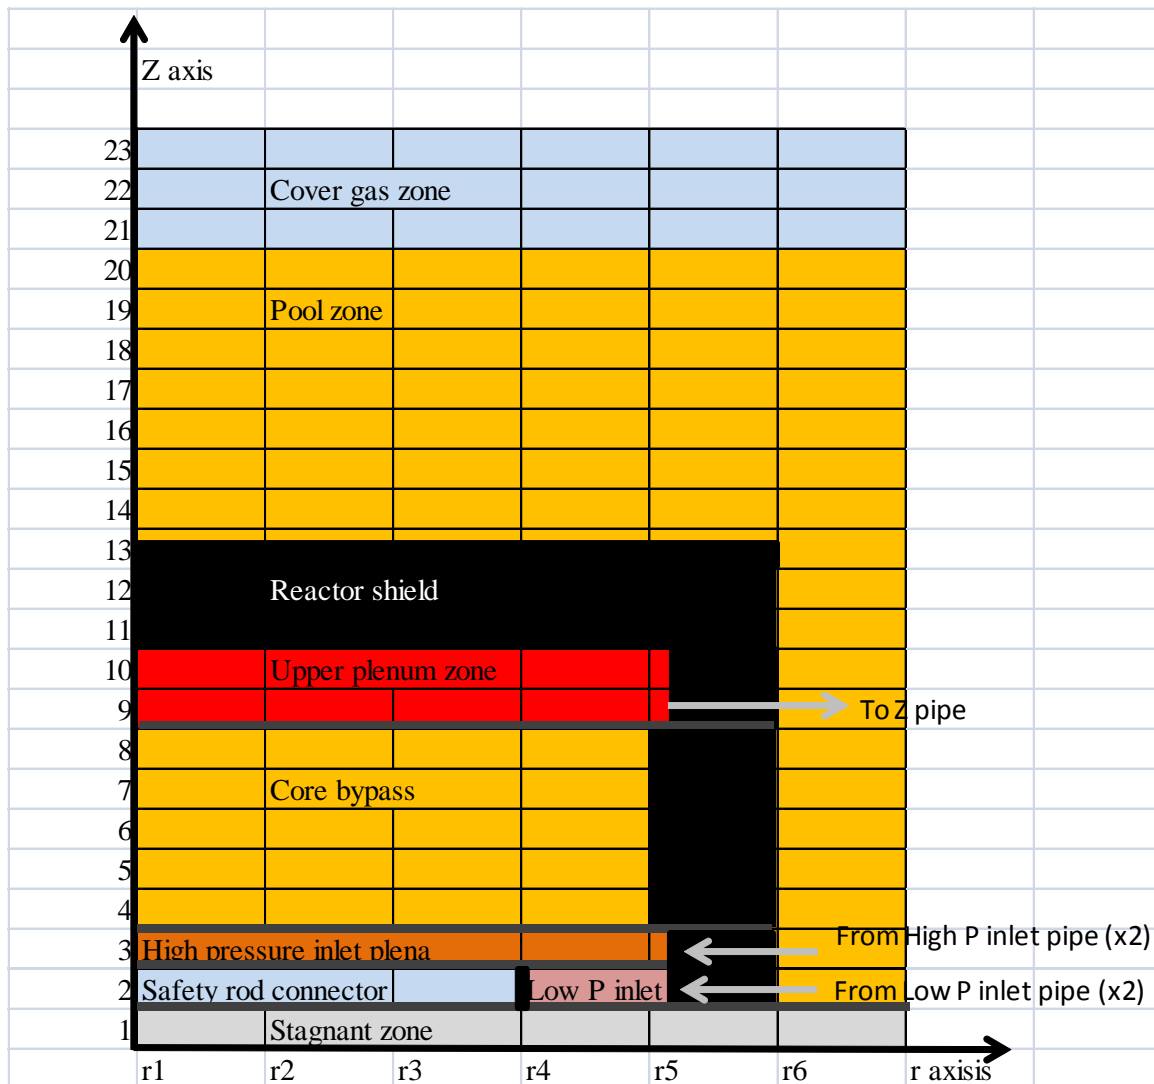 Z axis
23
22 Cover gas zone
21
20
19 Pool zone
18
17
16
15
14
13
12 Reactor shield
11
10 Upper plenum zone
9 To Z pipe
8
7 Core bypass
6
5
4
3 High pressure inlet plena From High P inlet pipe (x2)
2 Safety rod connector Low P inlet From Low P inlet pipe (x2)
1 Stagnant zone
r1 r2 r3 r4 r5 r6 r axisis